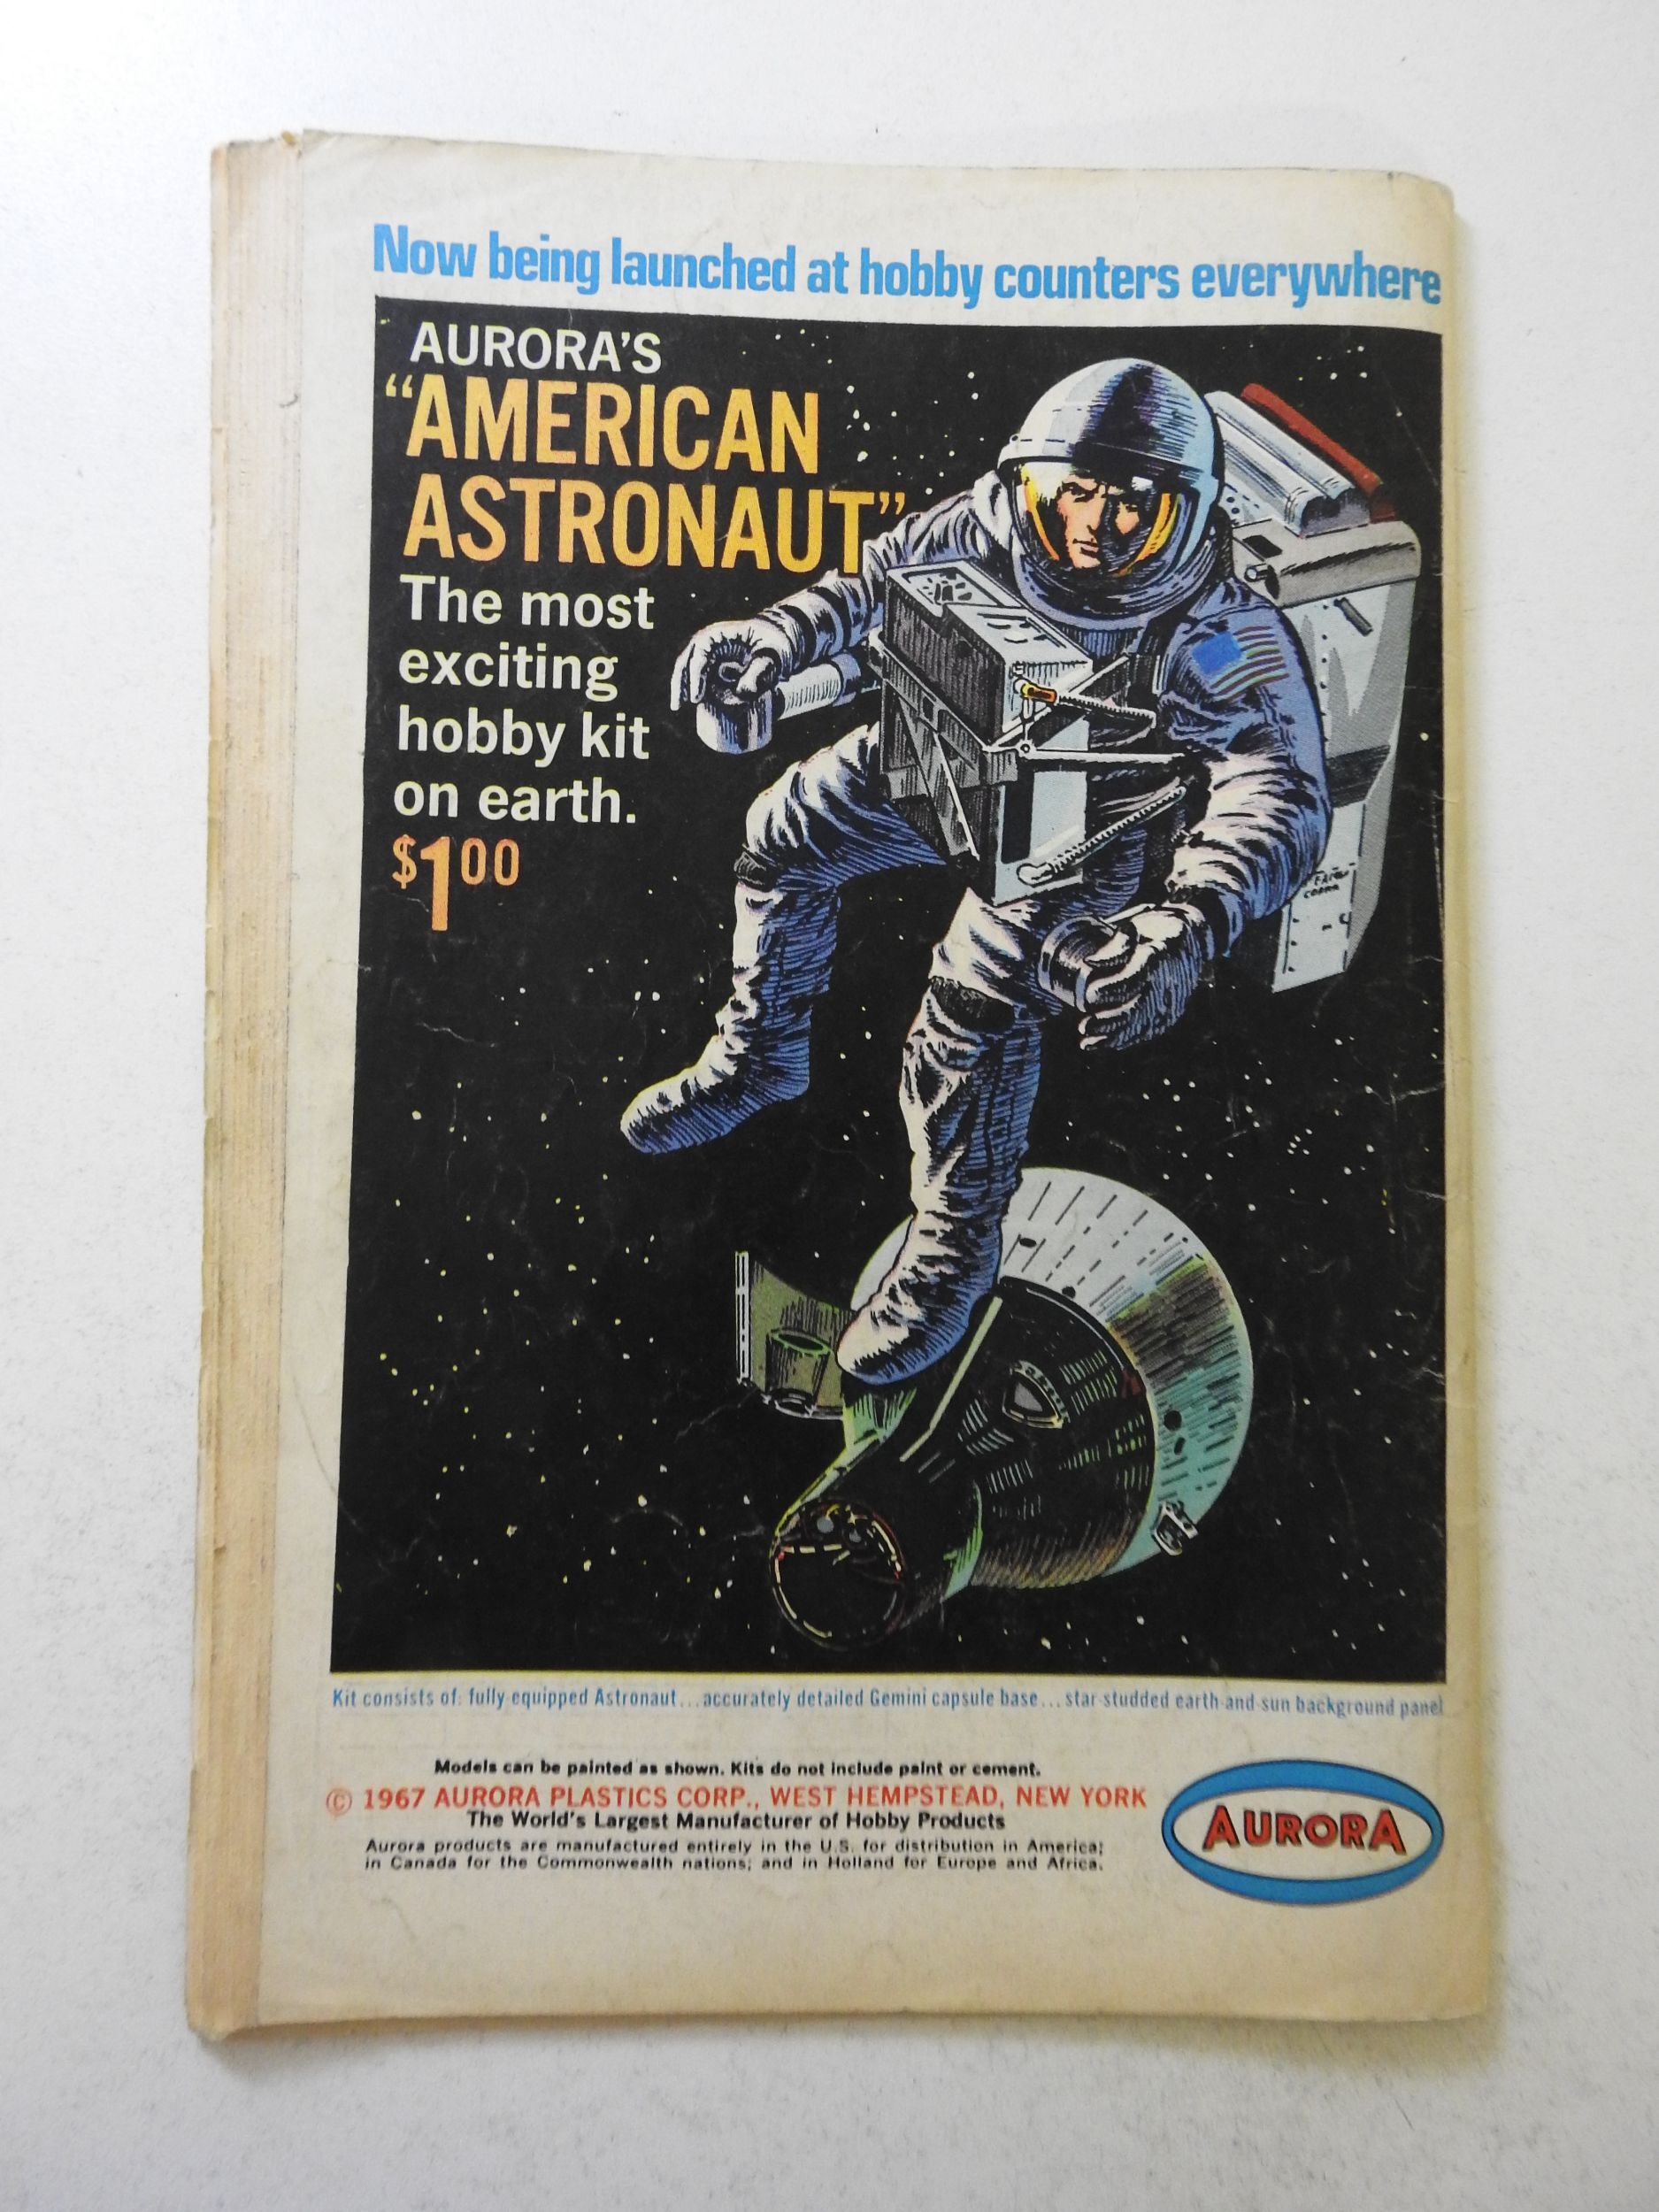 Now being launched at hobby counters everywhere
AURORA'S
"AMERICAN
ASTRONAUT"
The most
exciting
hobby kit
on earth.
$1.00
Kit consists of: fully-equipped Astronaut...accurately detailed Gemini capsule base...star-studded earth-and-sun background panel
Models can be painted as shown. Kits do not include paint or cement.
© 1967 AURORA PLASTICS CORP., WEST HEMPSTEAD, NEW YORK
The World's Largest Manufacturer of Hobby Products
Aurora products are manufactured entirely in the U.S. for distribution in America;
in Canada for the Commonwealth nations; and in Holland for Europe and Africa.
AURORA